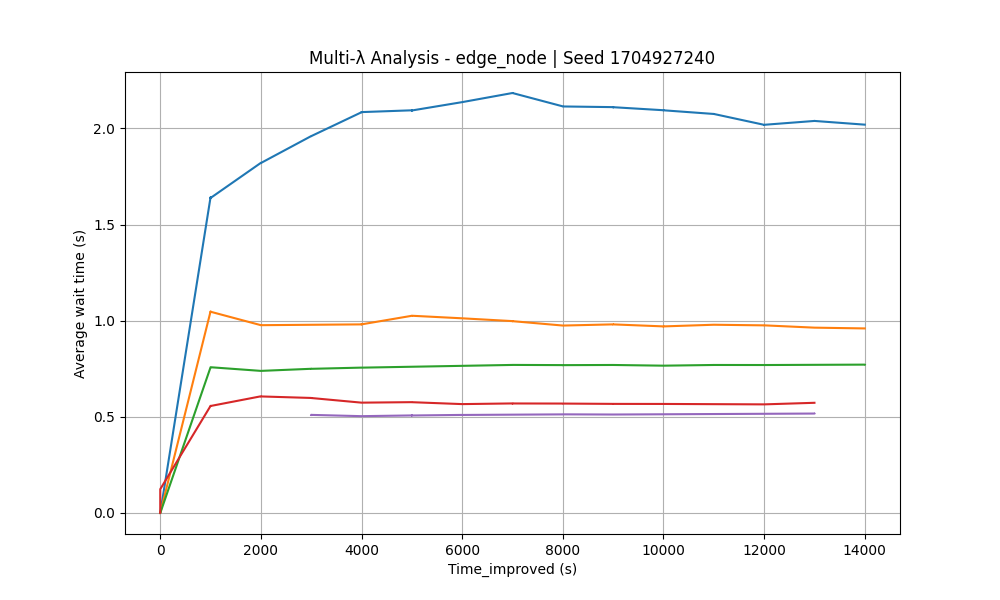 Multi-λ Analysis - edge_node | Seed 1704927240
Average wait time (s)
2.0
1.5
1.0
0.5
0.0
0 2000 4000 6000 8000 10000 12000 14000
Time_improved (s)